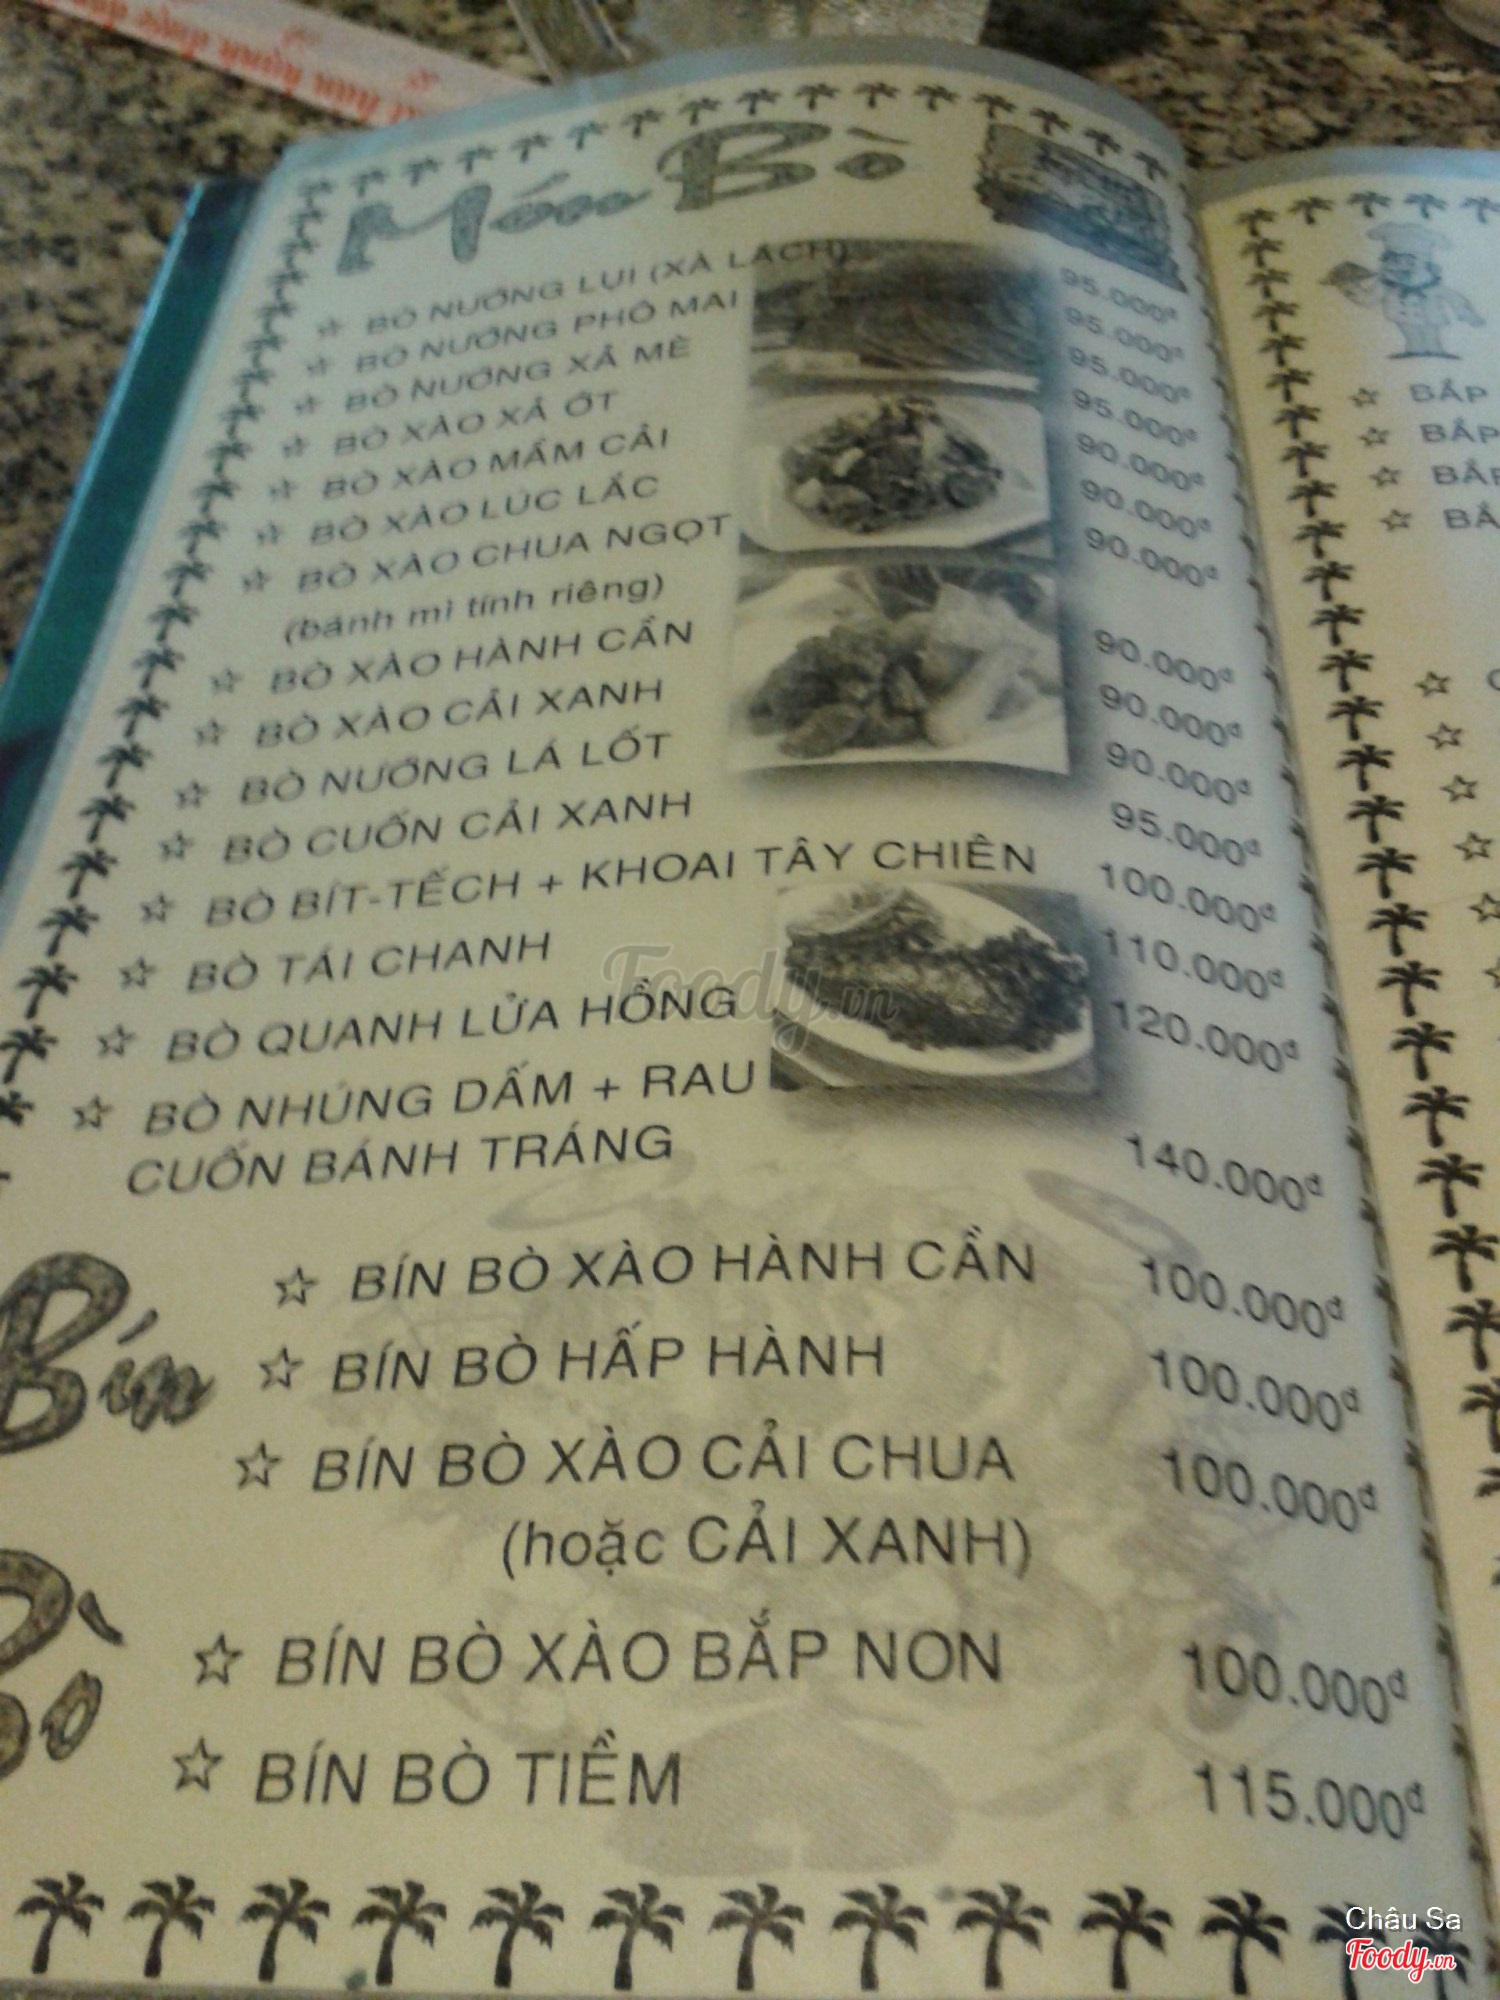 Món Bò
☆ BÒ NƯỚNG LỤI (XÀ LÁCH) 95.000đ
☆ BÒ NƯỚNG PHÔ MAI 95.000đ
☆ BÒ NƯỚNG XẢ MÈ 95.000đ
☆ BÒ XÀO XẢ ỚT 95.000đ
☆ BÒ XÀO MẦM CẢI 90.000đ
☆ BÒ XÀO LÚC LẮC 90.000đ
☆ BÒ XÀO CHUA NGỌT 90.000đ
(bánh mì tính riêng)
☆ BÒ XÀO HÀNH CẦN 90.000đ
☆ BÒ XÀO CẢI XANH 90.000đ
☆ BÒ NƯỚNG LÁ LỐT 90.000đ
☆ BÒ CUỐN CẢI XANH 95.000đ
☆ BÒ BÍT-TẾCH + KHOAI TÂY CHIÊN 100.000đ
☆ BÒ TÁI CHANH 110.000đ
☆ BÒ QUANH LỬA HỒNG 120.000đ
☆ BÒ NHÚNG DẤM + RAU
CUỐN BÁNH TRÁNG 140.000đ
Bín
Bò
☆ BÍN BÒ XÀO HÀNH CẦN 100.000đ
☆ BÍN BÒ HẤP HÀNH 100.000đ
☆ BÍN BÒ XÀO CẢI CHUA 100.000đ
(hoặc CẢI XANH)
☆ BÍN BÒ XÀO BẮP NON 100.000đ
☆ BÍN BÒ TIỀM 115.000đ
☆ BẮP
☆ BẮP
☆ BẮP
Foody.vn
Châu Sa
Foody.vn